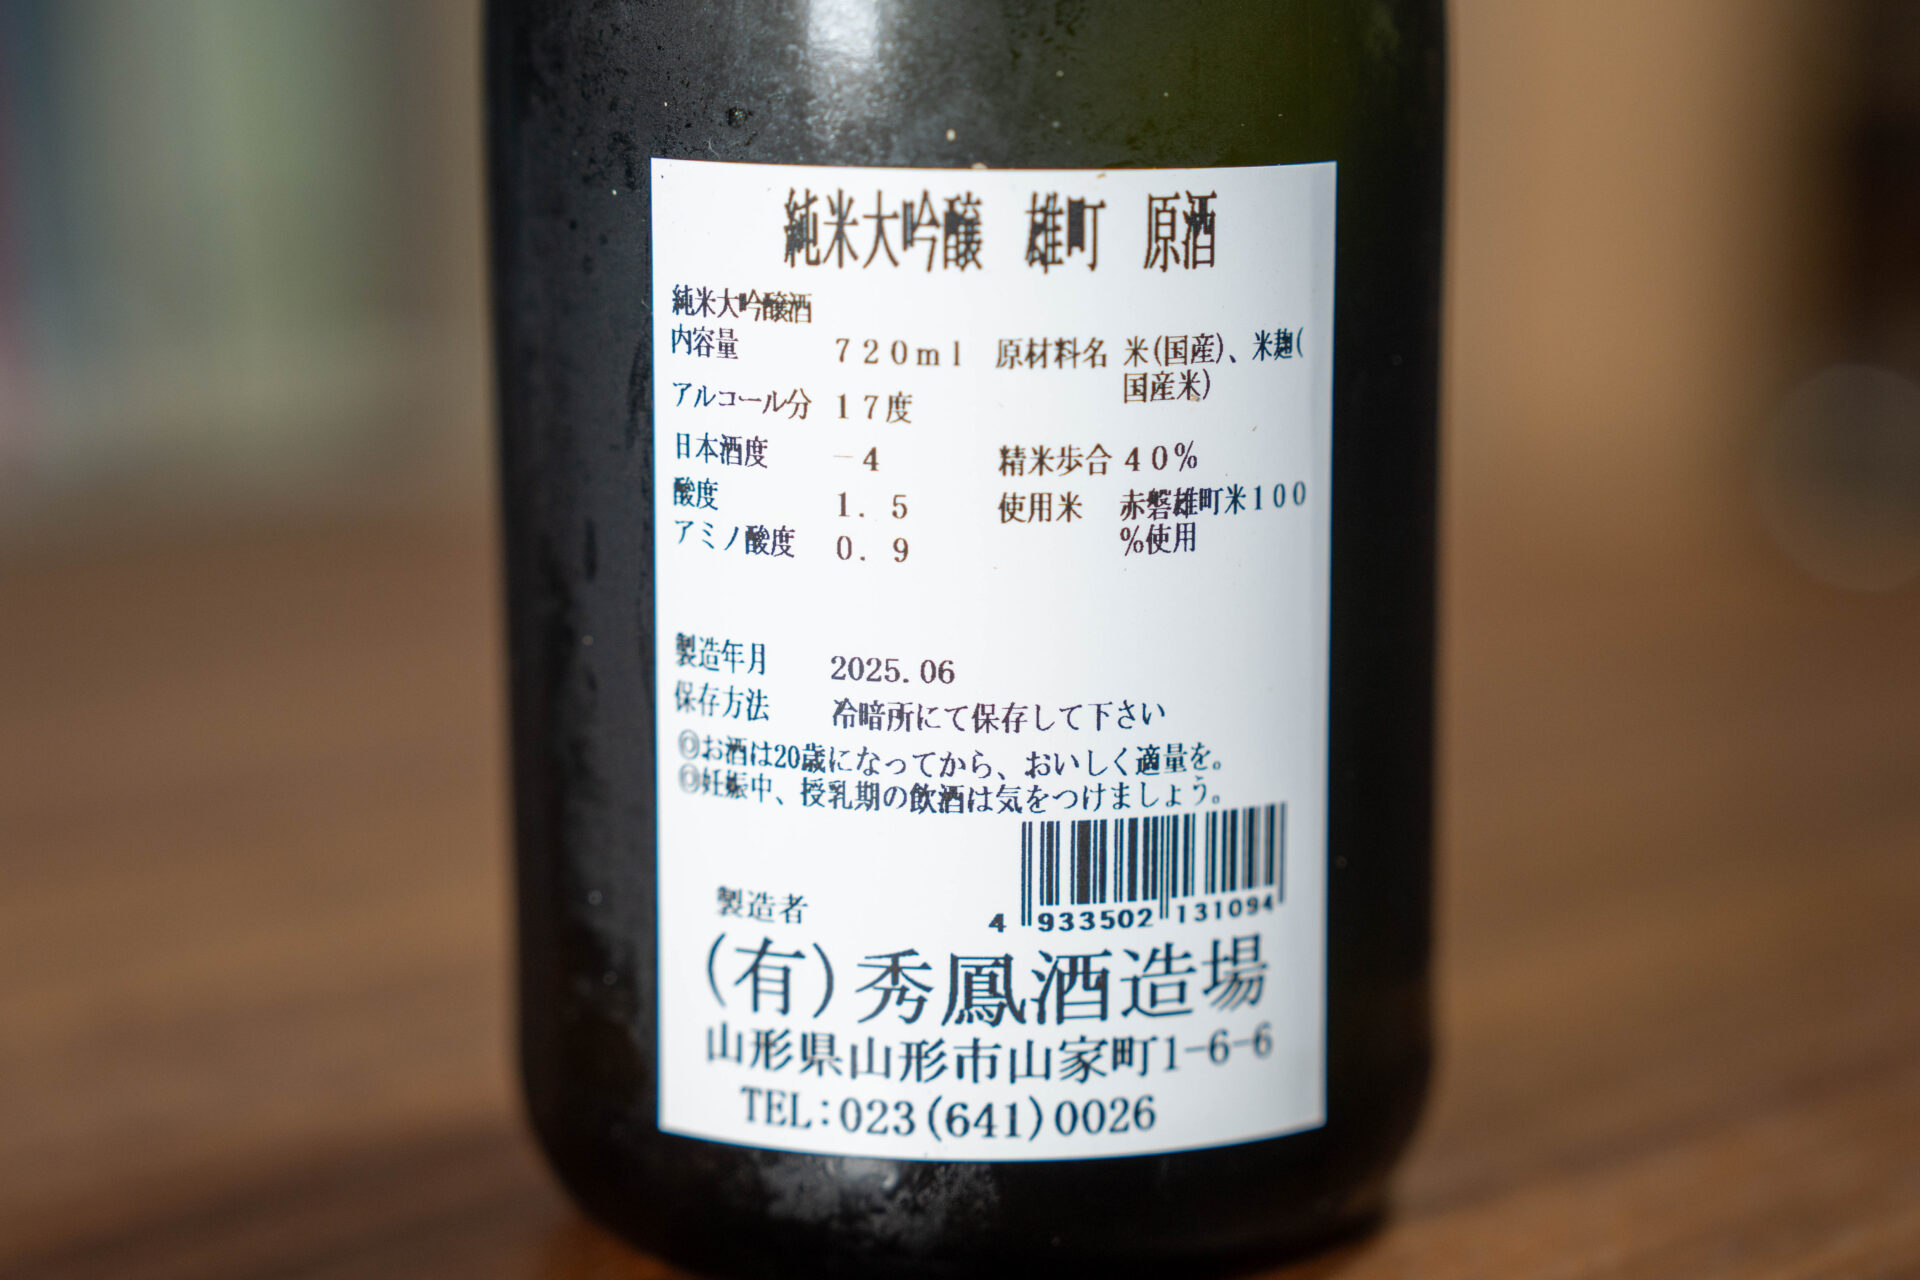 純米大吟醸 雄町 原酒
純米大吟醸酒
内容量 720ml 原材料名 米(国産)、米麹(
国産米)
アルコール分 17度
日本酒度 -4 精米歩合 40%
酸度 1.5 使用米 赤磐雄町米100
%使用
アミノ酸度 0.9
製造年月 2025.06
保存方法 冷暗所にて保存して下さい
◎お酒は20歳になってから、おいしく適量を。
◎妊娠中、授乳期の飲酒は気をつけましょう。
4 933502 131094
製造者
(有)秀鳳酒造場
山形県山形市山家町1-6-6
TEL:023(641)0026